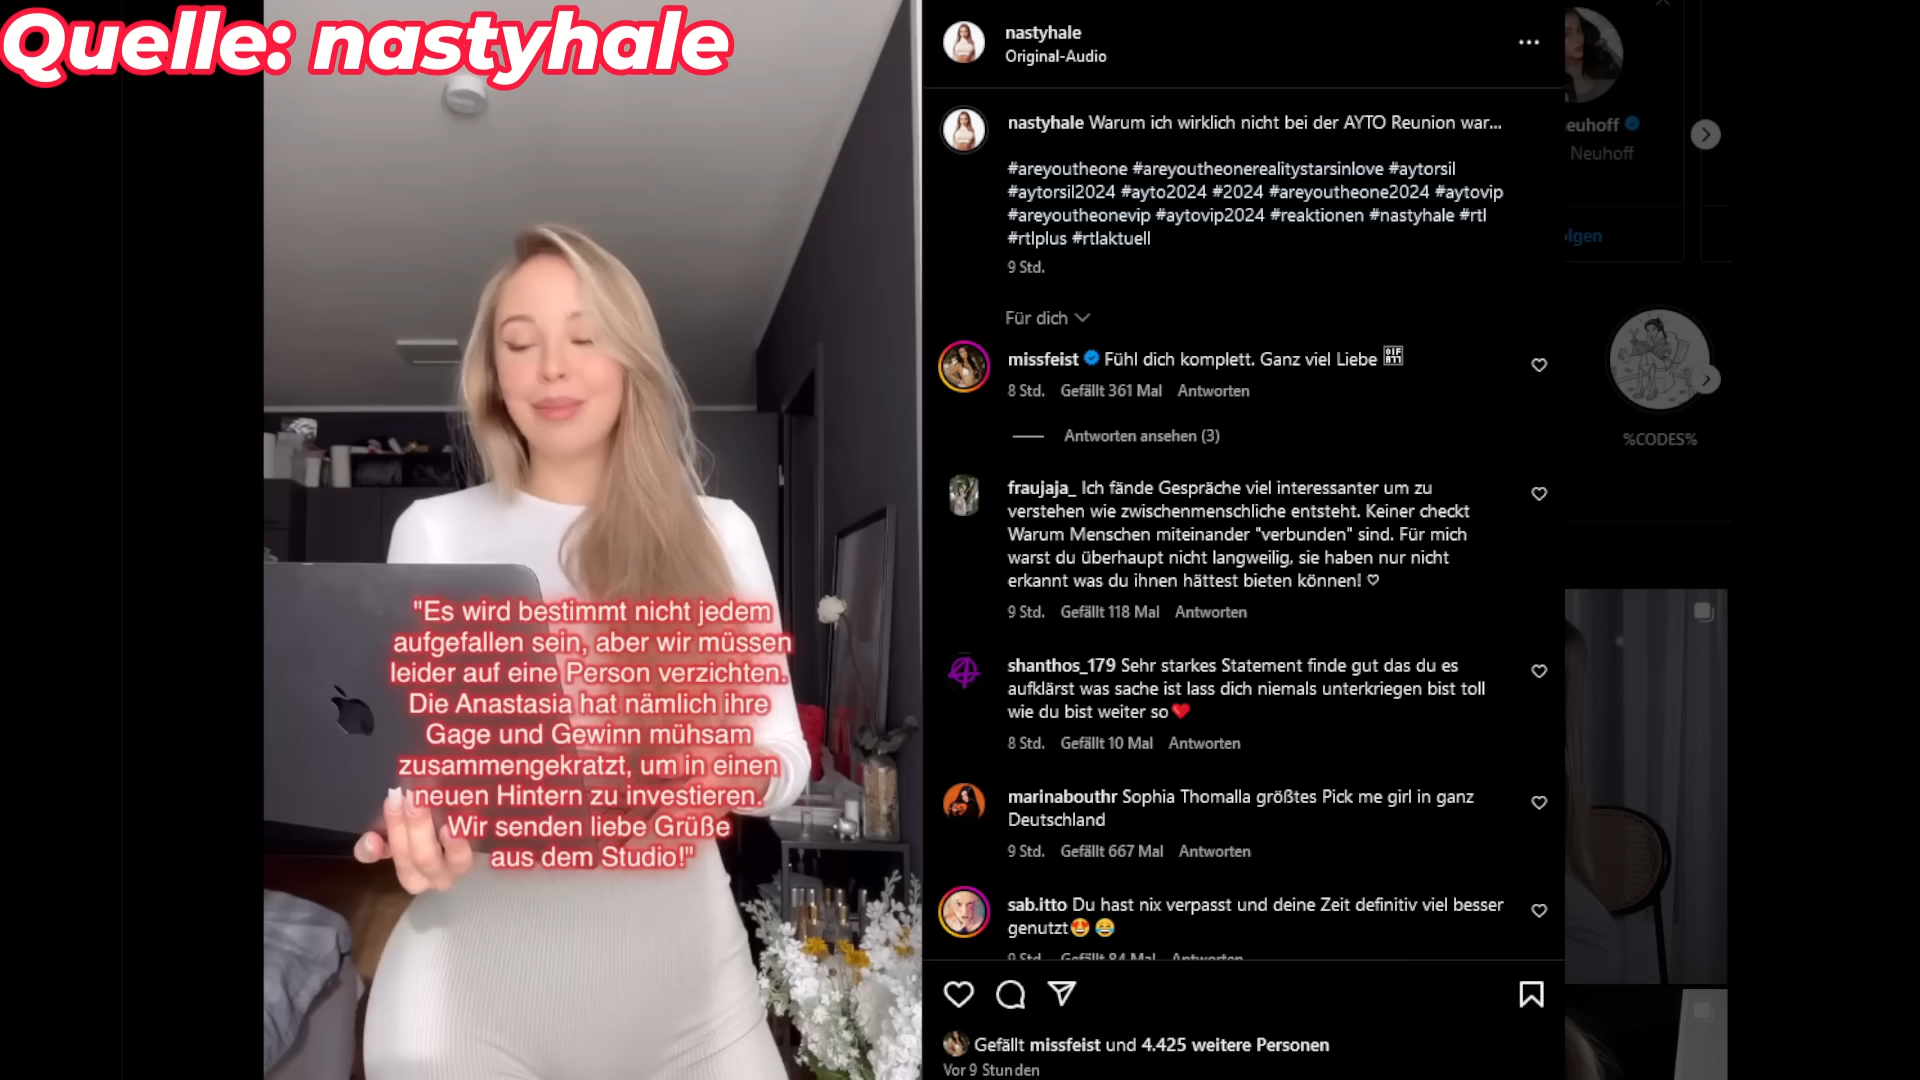 Quelle: nastyhale
"Es wird bestimmt nicht jedem
aufgefallen sein, aber wir müssen
leider auf eine Person verzichten.
Die Anastasia hat nämlich ihre
Gage und Gewinn mühsam
zusammengekratzt, um in einen
neuen Hintern zu investieren.
Wir senden liebe Grüße
aus dem Studio!"
nastyhale
Original-Audio
nastyhale Warum ich wirklich nicht bei der AYTO Reunion war...
#areyoutheone #areyoutheonerealitystarsinlove #aytorsil
#aytorsil2024 #ayto2024 #2024 #areyoutheone2024 #aytovip
#areyoutheonevip #aytovip2024 #reaktionen #nastyhale #rtl
#rtlplus #rtlaktuell
9 Std.
Für dich
missfeist Fühl dich komplett. Ganz viel Liebe
8 Std. Gefällt 361 Mal Antworten
Antworten ansehen (3)
fraujaja_ Ich fände Gespräche viel interessanter um zu
verstehen wie zwischenmenschliche entsteht. Keiner checkt
Warum Menschen miteinander "verbunden" sind. Für mich
warst du überhaupt nicht langweilig, sie haben nur nicht
erkannt was du ihnen hättest bieten können! ♡
9 Std. Gefällt 118 Mal Antworten
shanthos_179 Sehr starkes Statement finde gut das du es
aufklärst was sache ist lass dich niemals unterkriegen bist toll
wie du bist weiter so❤️
8 Std. Gefällt 10 Mal Antworten
marinabouthr Sophia Thomalla größtes Pick me girl in ganz
Deutschland
9 Std. Gefällt 667 Mal Antworten
sab.itto Du hast nix verpasst und deine Zeit definitiv viel besser
genutzt😍 😂
9 Std. Gefällt 84 Mal Antworten
Gefällt missfeist und 4.425 weitere Personen
Vor 9 Stunden
euhoff
Neuhoff
lgen
%CODES%